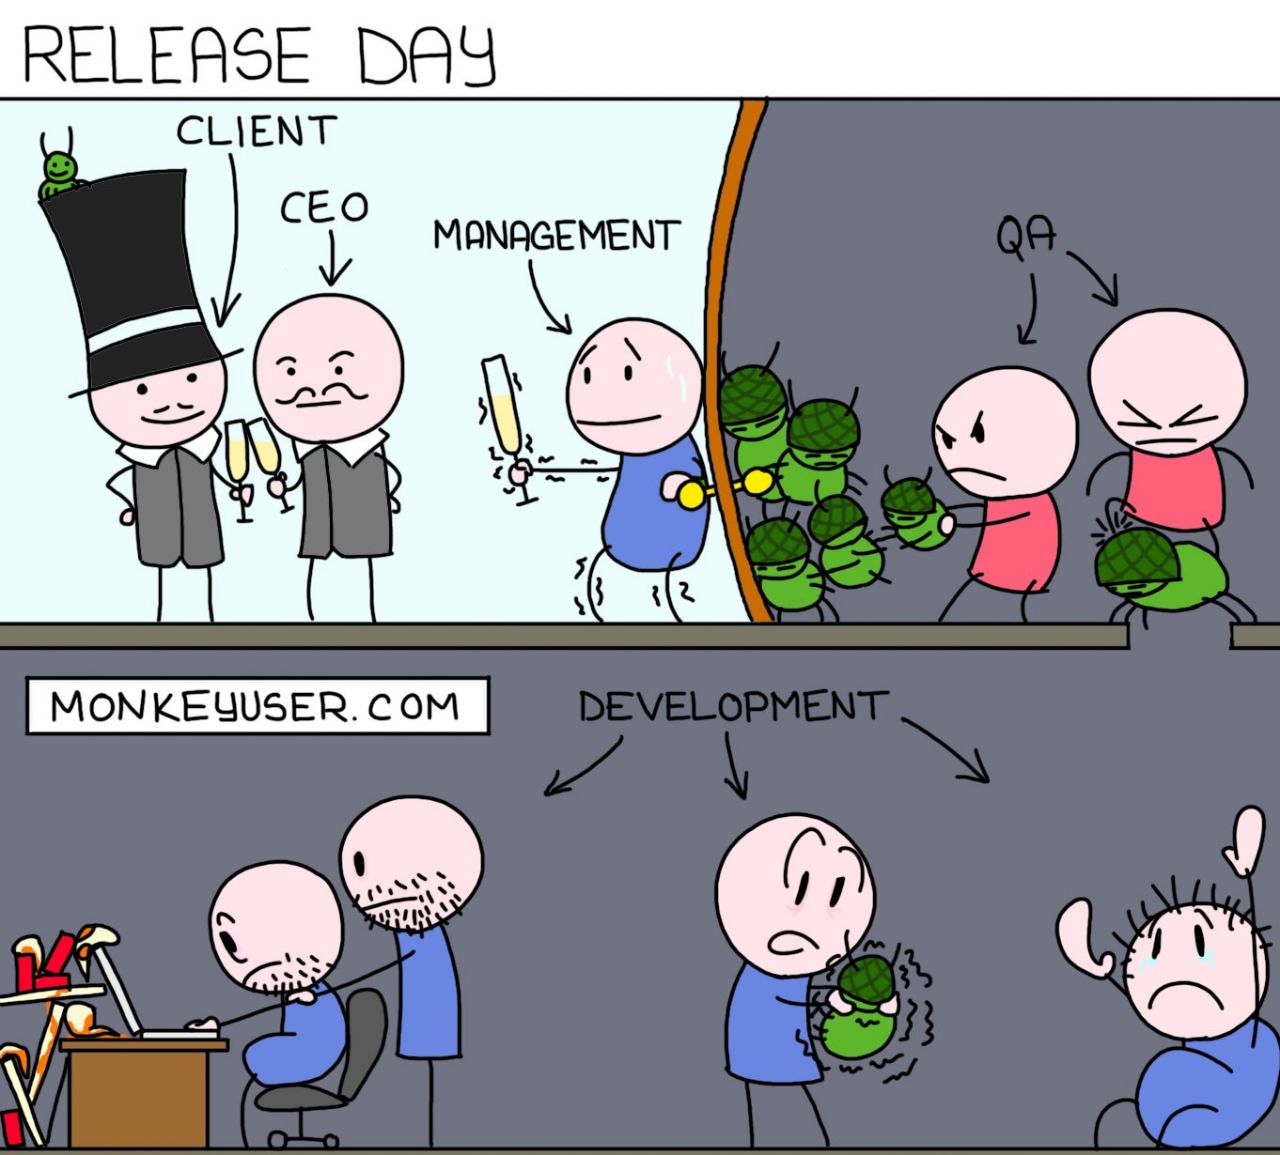 RELEASE DAY
CLIENT
CEO
MANAGEMENT
QA
MONKEYUSER.COM
DEVELOPMENT